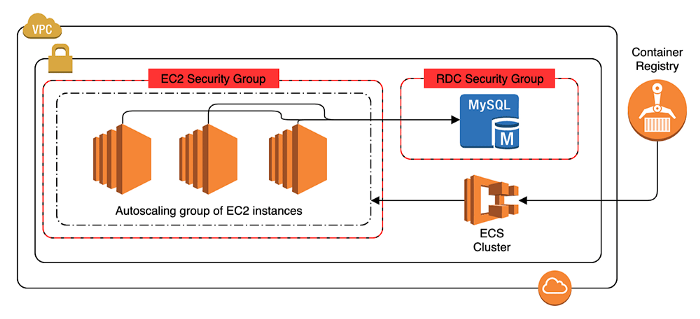 VPC
EC2 Security Group
RDC Security Group
Container
Registry
MySQL
M
Autoscaling group of EC2 instances
ECS
Cluster